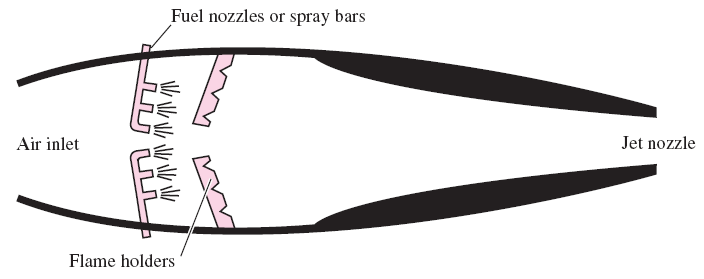 Fuel nozzles or spray bars
Air inlet
Jet nozzle
Flame holders